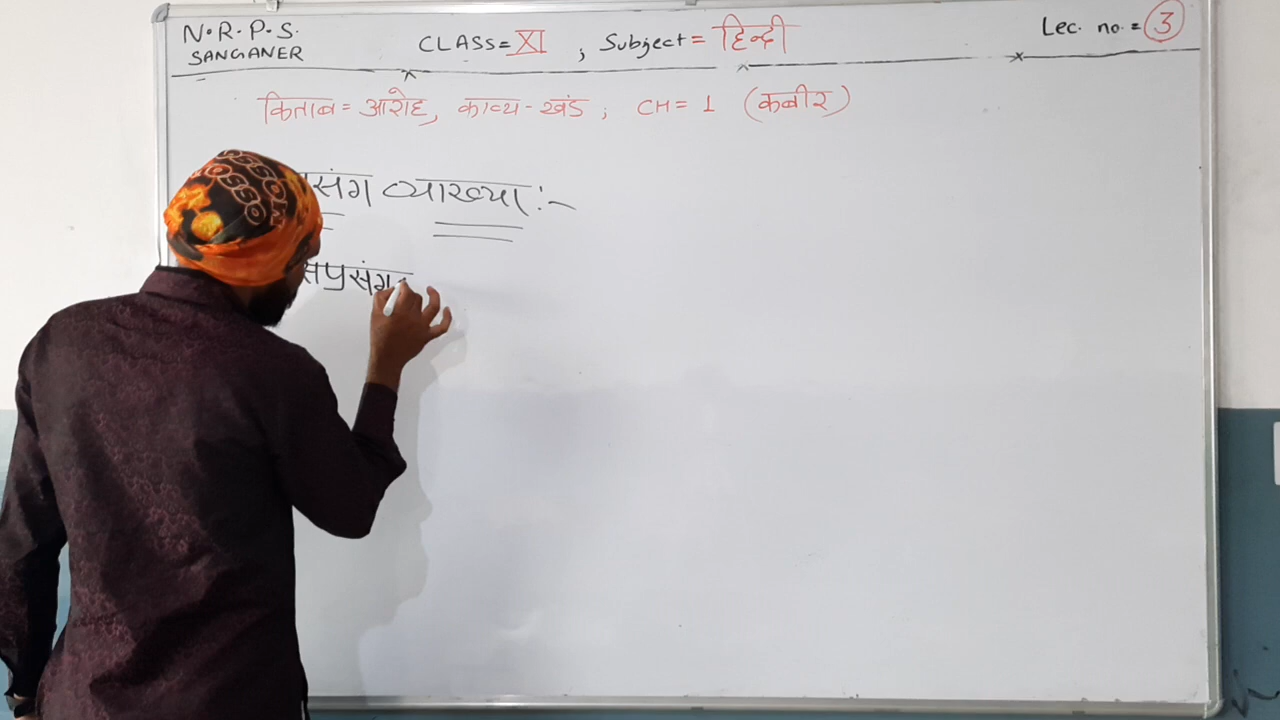 N.R.P.S.
SANGANER
CLASS = XI , Subject = हिन्दी
Lec. no. = 3
किताब = आरोह, काव्य-खंड ; CH = 1 (कबीर)
व्याख्या :-
सप्रसंग